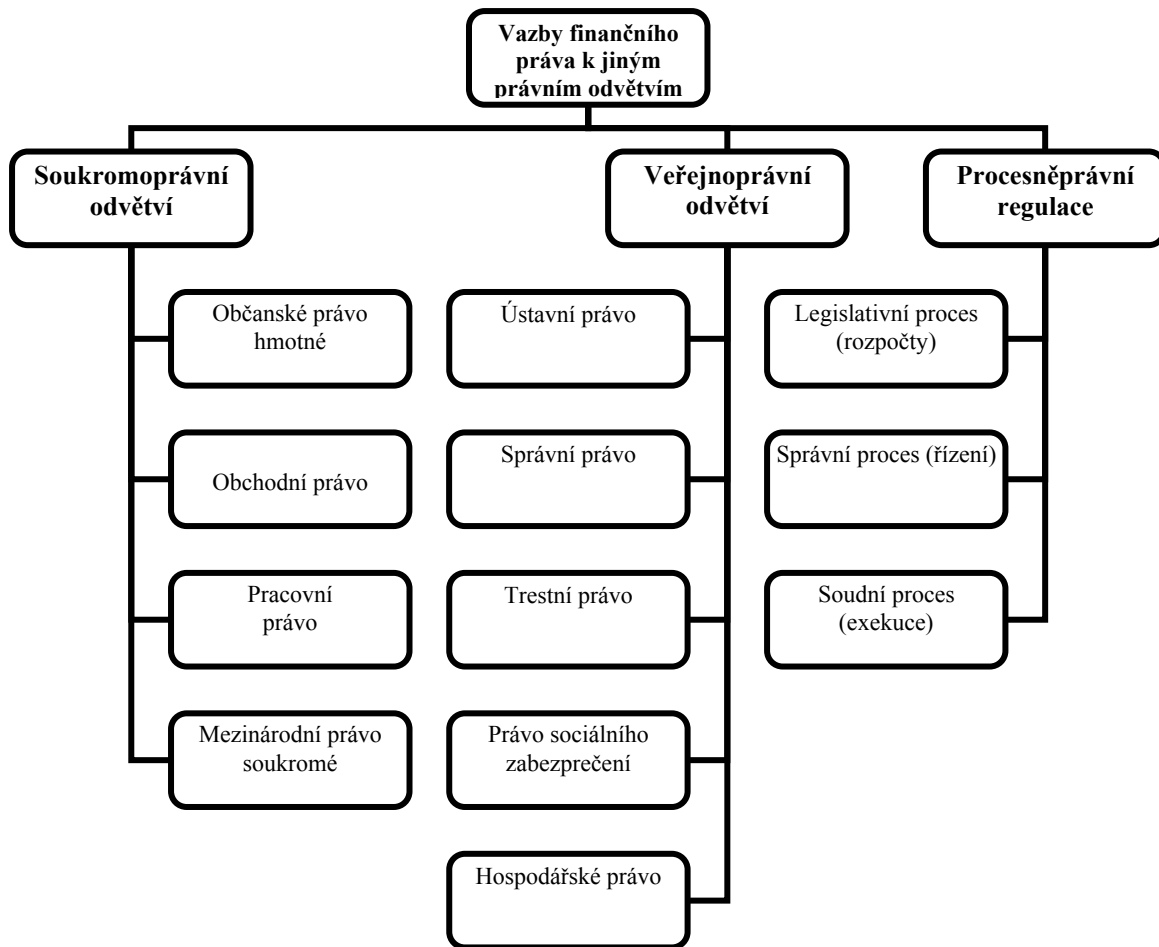 Vazby finančního
práva k jiným
právním odvětvím
Soukromoprávní
odvětví
Veřejnoprávní
odvětví
Procesněprávní
regulace
Občanské právo
hmotné
Obchodní právo
Pracovní
právo
Mezinárodní právo
soukromé
Ústavní právo
Správní právo
Trestní právo
Právo sociálního
zabezprečení
Hospodářské právo
Legislativní proces
(rozpočty)
Správní proces (řízení)
Soudní proces
(exekuce)